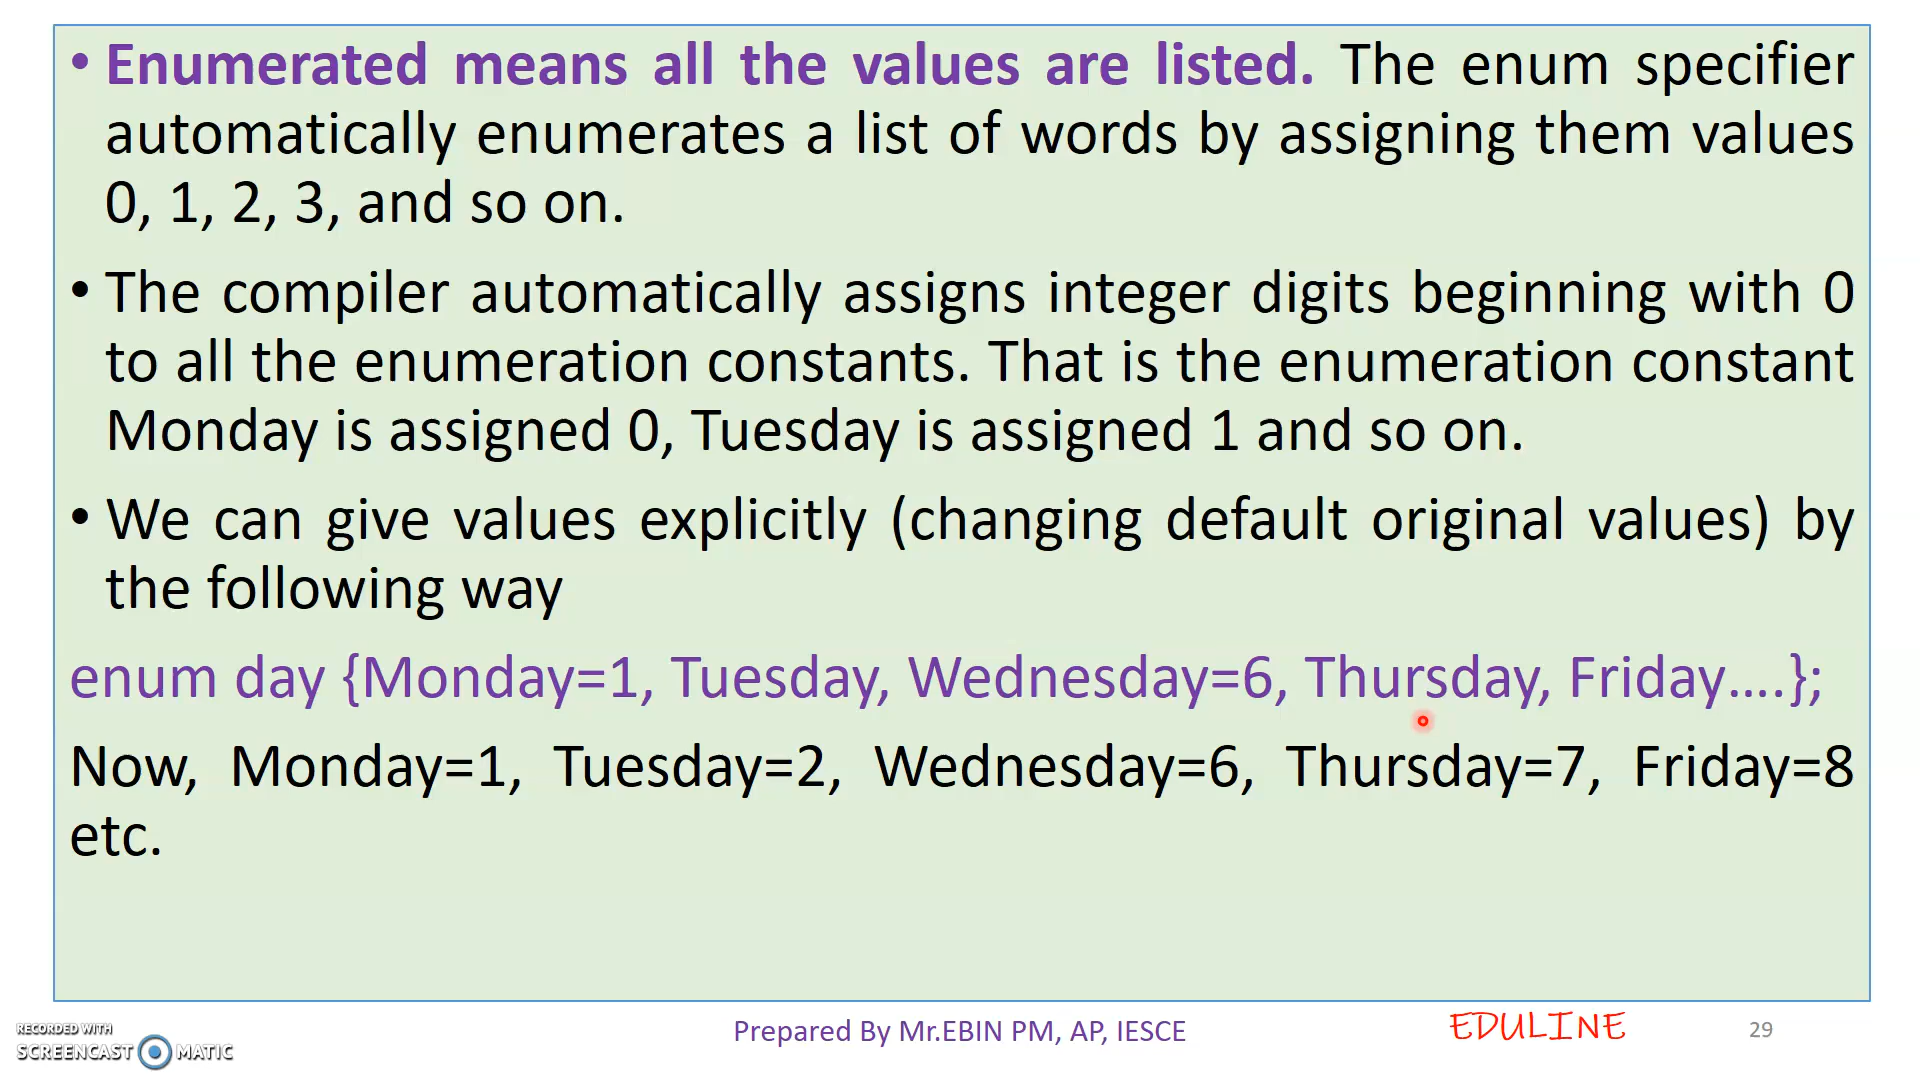 • Enumerated means all the values are listed. The enum specifier
automatically enumerates a list of words by assigning them values
0, 1, 2, 3, and so on.
• The compiler automatically assigns integer digits beginning with 0
to all the enumeration constants. That is the enumeration constant
Monday is assigned 0, Tuesday is assigned 1 and so on.
• We can give values explicitly (changing default original values) by
the following way
enum day {Monday=1, Tuesday, Wednesday=6, Thursday, Friday….};
Now, Monday=1, Tuesday=2, Wednesday=6, Thursday=7, Friday=8
etc.
RECORDED WITH
SCREENCAST MATIC
Prepared By Mr.EBIN PM, AP, IESCE
EDULINE
29